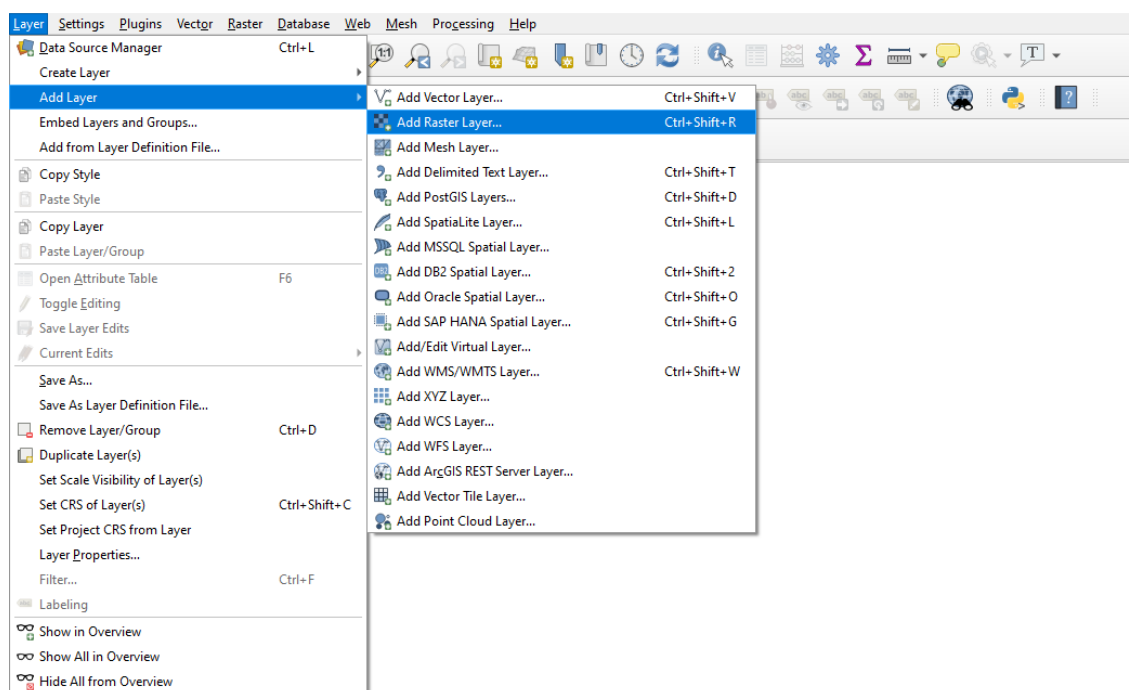 Layer Settings Plugins Vector Raster Database Web Mesh Processing Help
Data Source Manager Ctrl+L
Create Layer
Add Layer
Embed Layers and Groups...
Add from Layer Definition File...
Copy Style
Paste Style
Copy Layer
Paste Layer/Group
Open Attribute Table F6
Toggle Editing
Save Layer Edits
Current Edits
Save As...
Save As Layer Definition File...
Remove Layer/Group Ctrl+D
Duplicate Layer(s)
Set Scale Visibility of Layer(s)
Set CRS of Layer(s) Ctrl+Shift+C
Set Project CRS from Layer
Layer Properties...
Filter... Ctrl+F
Labeling
Show in Overview
Show All in Overview
Hide All from Overview
Add Vector Layer... Ctrl+Shift+V
Add Raster Layer... Ctrl+Shift+R
Add Mesh Layer...
Add Delimited Text Layer... Ctrl+Shift+T
Add PostGIS Layers... Ctrl+Shift+D
Add SpatiaLite Layer... Ctrl+Shift+L
Add MSSQL Spatial Layer...
Add DB2 Spatial Layer... Ctrl+Shift+2
Add Oracle Spatial Layer... Ctrl+Shift+O
Add SAP HANA Spatial Layer... Ctrl+Shift+G
Add/Edit Virtual Layer...
Add WMS/WMTS Layer... Ctrl+Shift+W
Add XYZ Layer...
Add WCS Layer...
Add WFS Layer...
Add ArcGIS REST Server Layer...
Add Vector Tile Layer...
Add Point Cloud Layer...